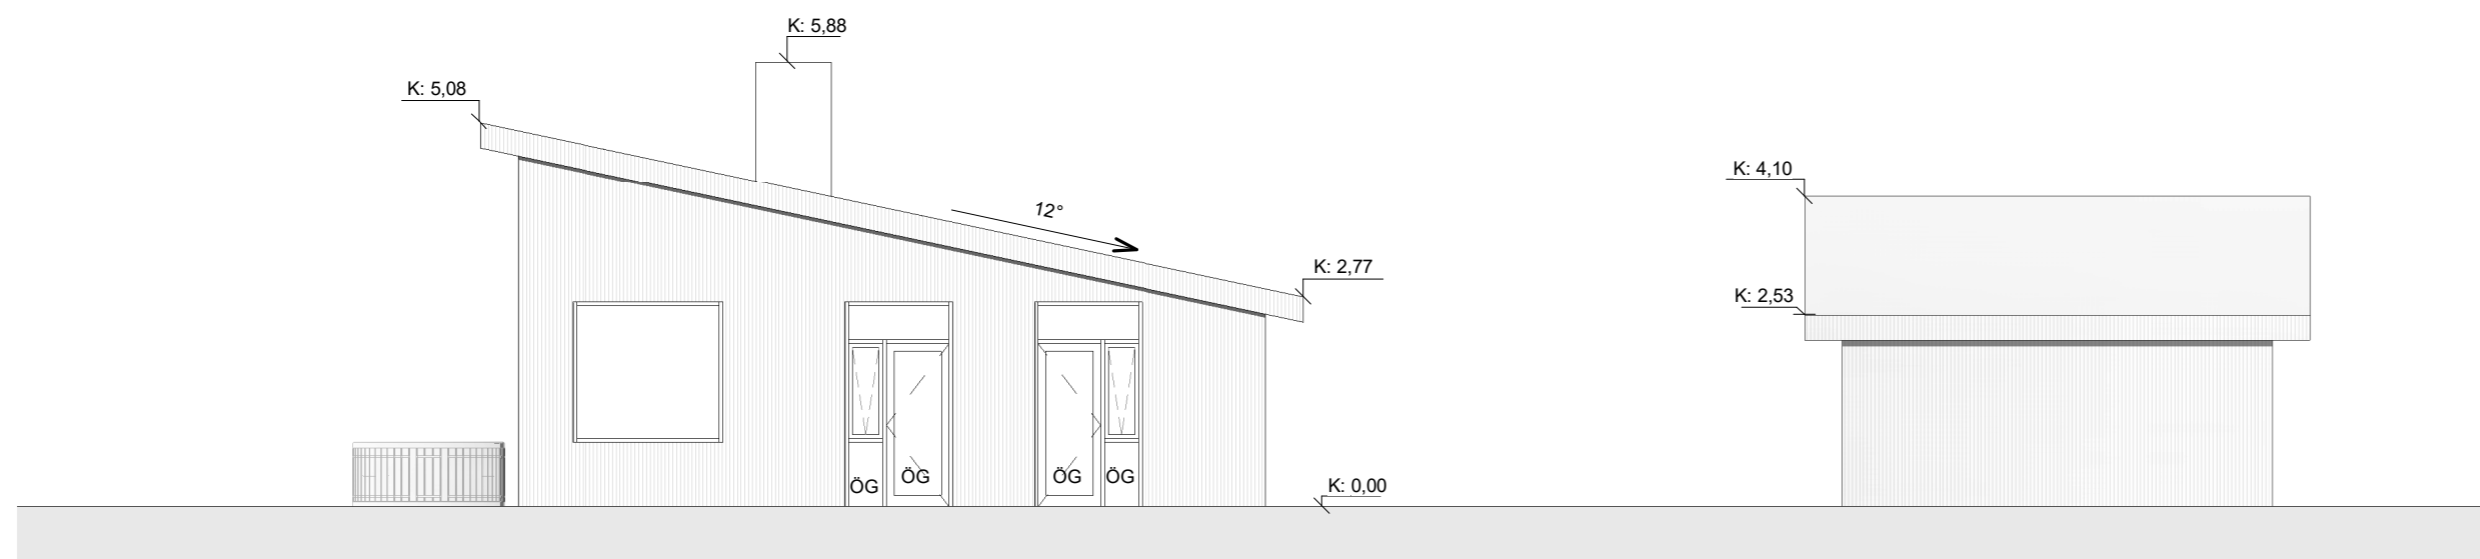 K: 5,88
K: 5,08
K: 4,10
12°
K: 2,77
K: 2,53
ÖG
ÖG
ÖG
ÖG
K: 0,00